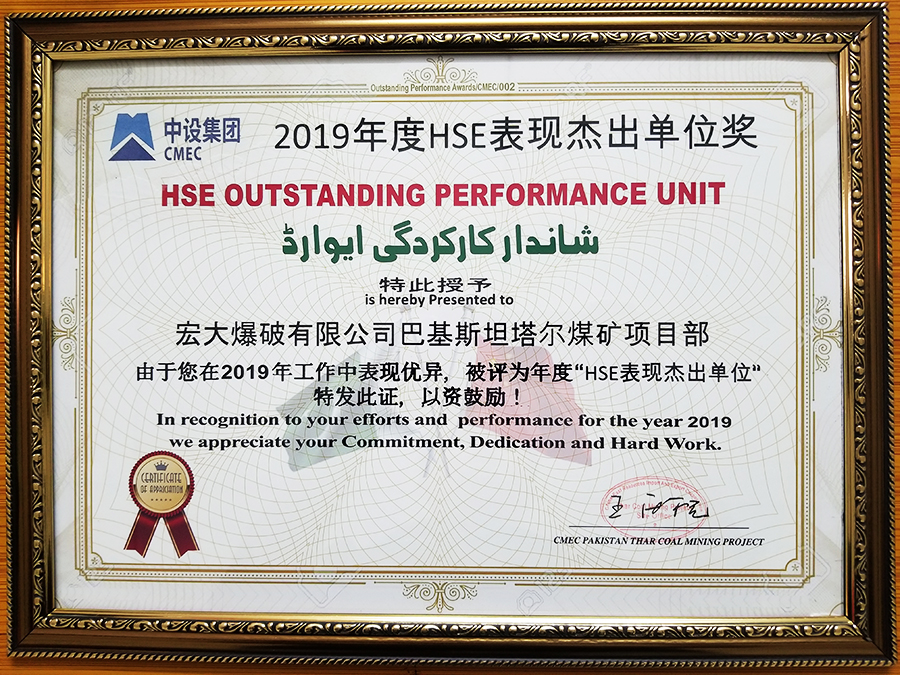 Outstanding Performance Awards/CMEC/002
中设集团
CMEC
2019年度HSE表现杰出单位奖
HSE OUTSTANDING PERFORMANCE UNIT
شاندار کارکردگی ایوارڈ
特此授予
is hereby Presented to
宏大爆破有限公司巴基斯坦塔尔煤矿项目部
由于您在2019年工作中表现优异，被评为年度“HSE表现杰出单位”
特发此证，以资鼓励！
In recognition to your efforts and performance for the year 2019
we appreciate your Commitment, Dedication and Hard Work.
CERTIFICATE
OF APPRICIATION
CMEC PAKISTAN THAR COAL MINING PROJECT